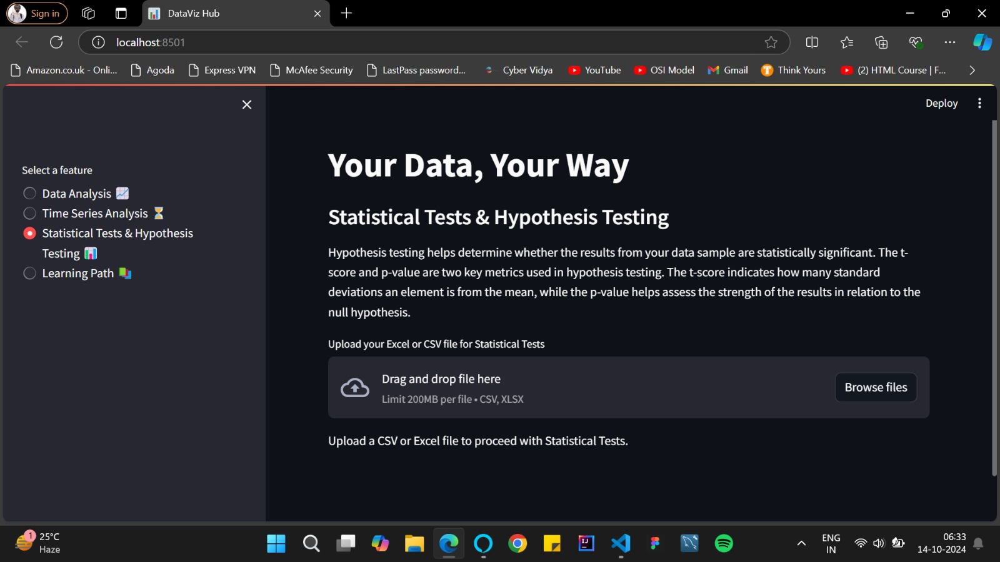 Sign in
DataViz Hub
localhost:8501
Amazon.co.uk - Onli...
Agoda
Express VPN
McAfee Security
LastPass password...
Cyber Vidya
YouTube
OSI Model
Gmail
Think Yours
(2) HTML Course | F...
Deploy
Select a feature
Data Analysis
Time Series Analysis
Statistical Tests & Hypothesis
Testing
Learning Path
Your Data, Your Way
Statistical Tests & Hypothesis Testing
Hypothesis testing helps determine whether the results from your data sample are statistically significant. The t-
score and p-value are two key metrics used in hypothesis testing. The t-score indicates how many standard
deviations an element is from the mean, while the p-value helps assess the strength of the results in relation to the
null hypothesis.
Upload your Excel or CSV file for Statistical Tests
Drag and drop file here
Limit 200MB per file • CSV, XLSX
Browse files
Upload a CSV or Excel file to proceed with Statistical Tests.
1
25°C
Haze
IJ
ENG
IN
06:33
14-10-2024